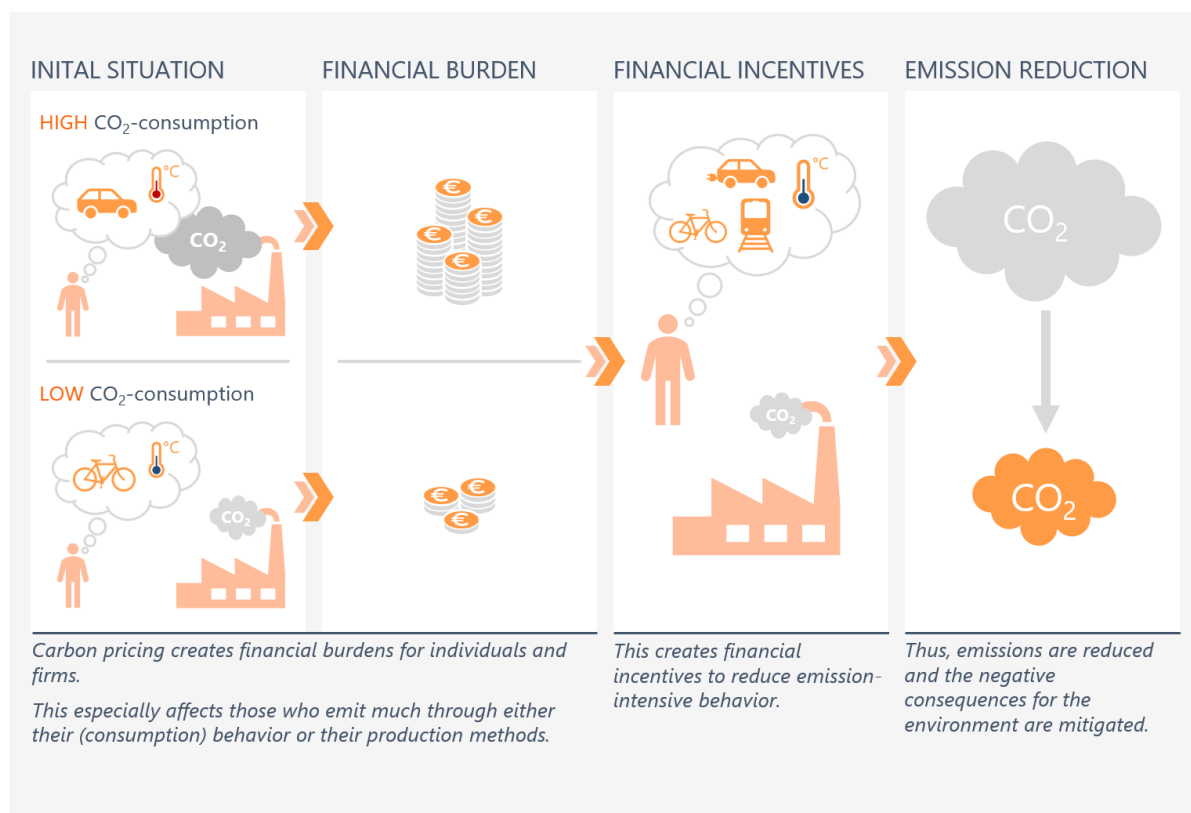 INITAL SITUATION
FINANCIAL BURDEN
FINANCIAL INCENTIVES
EMISSION REDUCTION
HIGH CO₂-consumption
°C
CO₂
€
€
€
€
LOW CO₂-consumption
°C
CO₂
€
€
€
°C
CO₂
CO₂
CO₂
Carbon pricing creates financial burdens for individuals and
firms.
This especially affects those who emit much through either
their (consumption) behavior or their production methods.
This creates financial
incentives to reduce emission-
intensive behavior.
Thus, emissions are reduced
and the negative
consequences for the
environment are mitigated.